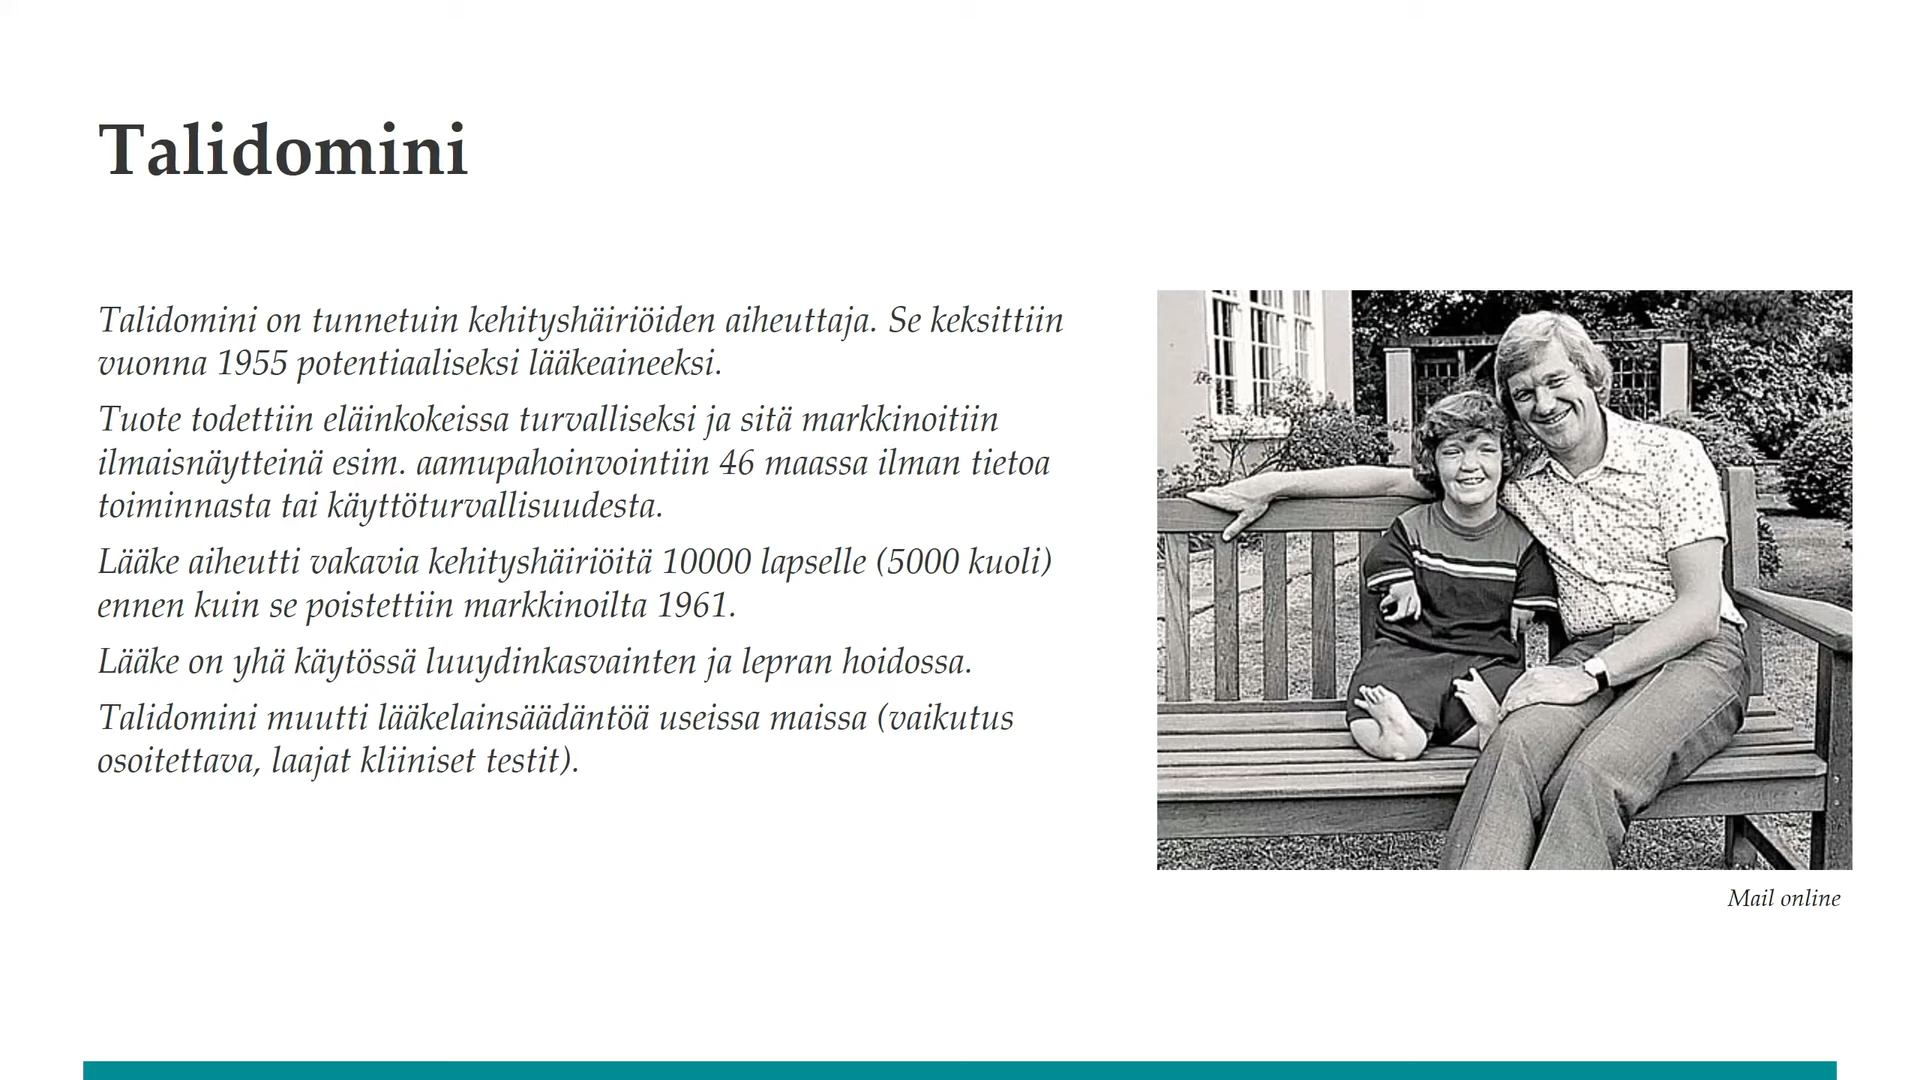 Talidomini
Talidomini on tunnetuin kehityshäiriöiden aiheuttaja. Se keksittiin
vuonna 1955 potentiaaliseksi lääkeaineeksi.
Tuote todettiin eläinkokeissa turvalliseksi ja sitä markkinoitiin
ilmaisnäytteinä esim. aamupahoinvointiin 46 maassa ilman tietoa
toiminnasta tai käyttöturvallisuudesta.
Lääke aiheutti vakavia kehityshäiriöitä 10000 lapselle (5000 kuoli)
ennen kuin se poistettiin markkinoilta 1961.
Lääke on yhä käytössä luuydinkasvainten ja lepran hoidossa.
Talidomini muutti lääkelainsäädäntöä useissa maissa (vaikutus
osoitettava, laajat kliiniset testit).
Mail online